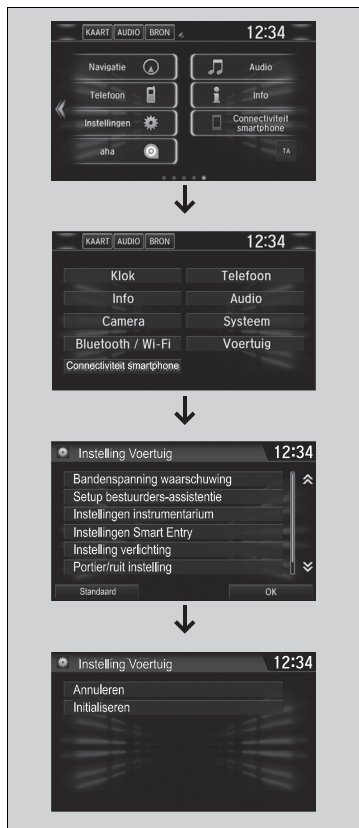 KAART AUDIO BRON 12:34
Navigatie Audio
Telefoon Info
Instellingen Connectiviteit smartphone
aha TA
KAART AUDIO BRON 12:34
Klok Telefoon
Info Audio
Camera Systeem
Bluetooth / Wi-Fi Voertuig
Connectiviteit smartphone
Instelling Voertuig 12:34
Bandenspanning waarschuwing
Setup bestuurders-assistentie
Instellingen instrumentarium
Instellingen Smart Entry
Instelling verlichting
Portier/ruit instelling
Standaard OK
Instelling Voertuig 12:34
Annuleren
Initialiseren